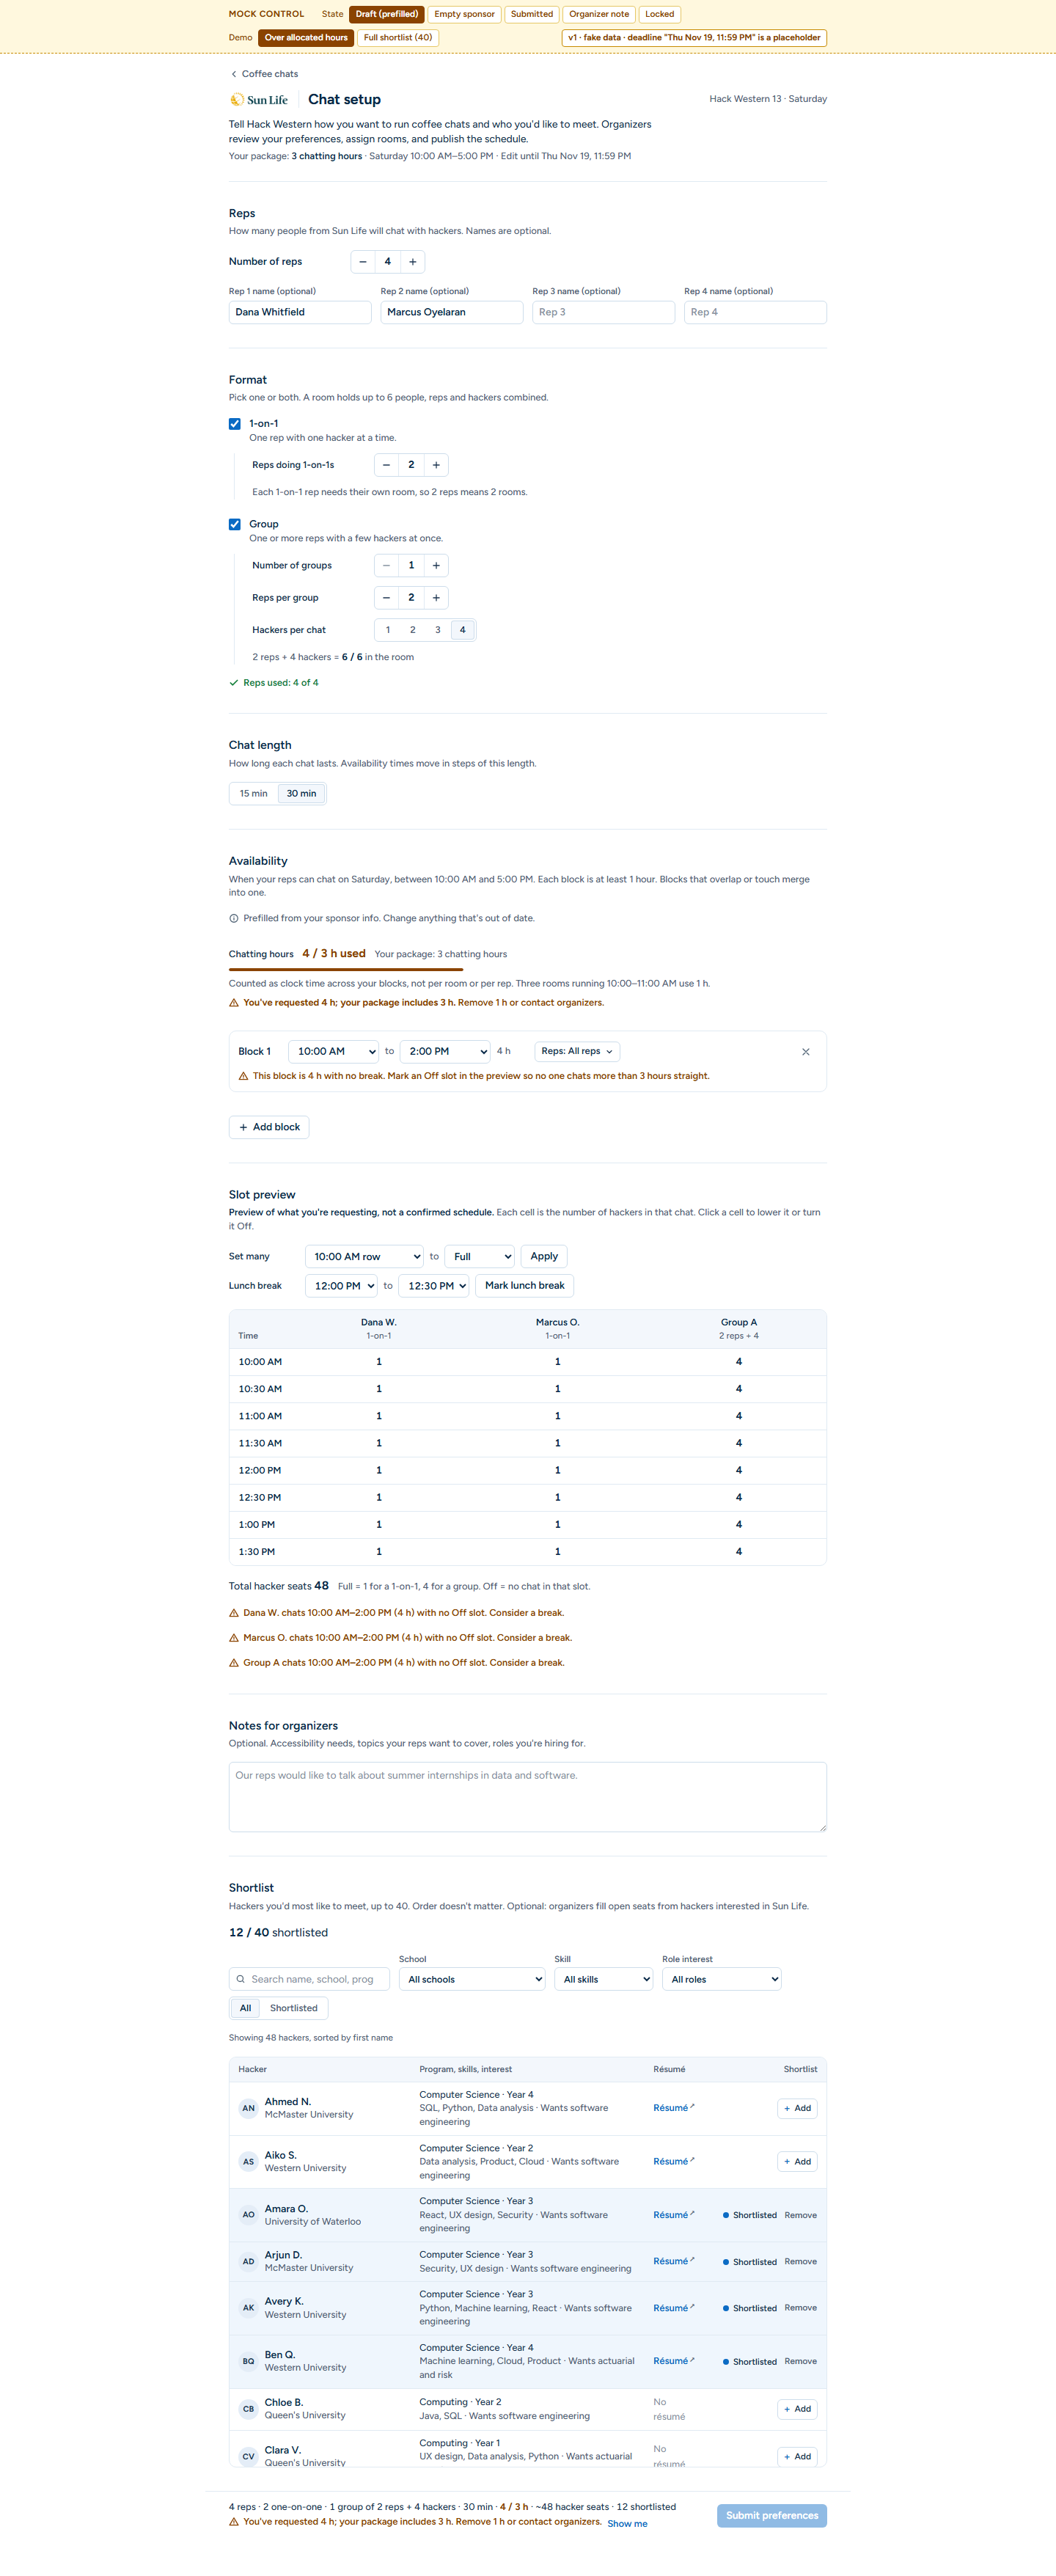 MOCK CONTROL State Draft (prefilled) Empty sponsor Submitted Organizer note Locked
Demo Over allocated hours Full shortlist (40) v1 · fake data · deadline "Thu Nov 19, 11:59 PM" is a placeholder
Coffee chats
Sun Life Chat setup Hack Western 13 · Saturday
Tell Hack Western how you want to run coffee chats and who you'd like to meet. Organizers
review your preferences, assign rooms, and publish the schedule.
Your package: 3 chatting hours · Saturday 10:00 AM–5:00 PM · Edit until Thu Nov 19, 11:59 PM
Reps
How many people from Sun Life will chat with hackers. Names are optional.
Number of reps − 4 +
Rep 1 name (optional) Rep 2 name (optional) Rep 3 name (optional) Rep 4 name (optional)
Dana Whitfield Marcus Oyelaran Rep 3 Rep 4
Format
Pick one or both. A room holds up to 6 people, reps and hackers combined.
1-on-1
One rep with one hacker at a time.
Reps doing 1-on-1s − 2 +
Each 1-on-1 rep needs their own room, so 2 reps means 2 rooms.
Group
One or more reps with a few hackers at once.
Number of groups − 1 +
Reps per group − 2 +
Hackers per chat 1 2 3 4
2 reps + 4 hackers = 6 / 6 in the room
Reps used: 4 of 4
Chat length
How long each chat lasts. Availability times move in steps of this length.
15 min 30 min
Availability
When your reps can chat on Saturday, between 10:00 AM and 5:00 PM. Each block is at least 1 hour. Blocks that overlap or touch merge
into one.
Prefilled from your sponsor info. Change anything that's out of date.
Chatting hours 4 / 3 h used Your package: 3 chatting hours
Counted as clock time across your blocks, not per room or per rep. Three rooms running 10:00–11:00 AM use 1 h.
You've requested 4 h; your package includes 3 h. Remove 1 h or contact organizers.
Block 1 10:00 AM to 2:00 PM 4 h Reps: All reps
This block is 4 h with no break. Mark an Off slot in the preview so no one chats more than 3 hours straight.
+ Add block
Slot preview
Preview of what you're requesting, not a confirmed schedule. Each cell is the number of hackers in that chat. Click a cell to lower it or turn
it Off.
Set many 10:00 AM row to Full Apply
Lunch break 12:00 PM to 12:30 PM Mark lunch break
Dana W. Marcus O. Group A
Time 1-on-1 1-on-1 2 reps + 4
10:00 AM 1 1 4
10:30 AM 1 1 4
11:00 AM 1 1 4
11:30 AM 1 1 4
12:00 PM 1 1 4
12:30 PM 1 1 4
1:00 PM 1 1 4
1:30 PM 1 1 4
Total hacker seats 48 Full = 1 for a 1-on-1, 4 for a group. Off = no chat in that slot.
Dana W. chats 10:00 AM–2:00 PM (4 h) with no Off slot. Consider a break.
Marcus O. chats 10:00 AM–2:00 PM (4 h) with no Off slot. Consider a break.
Group A chats 10:00 AM–2:00 PM (4 h) with no Off slot. Consider a break.
Notes for organizers
Optional. Accessibility needs, topics your reps want to cover, roles you're hiring for.
Our reps would like to talk about summer internships in data and software.
Shortlist
Hackers you'd most like to meet, up to 40. Order doesn't matter. Optional: organizers fill open seats from hackers interested in Sun Life.
12 / 40 shortlisted
School Skill Role interest
Search name, school, prog All schools All skills All roles
All Shortlisted
Showing 48 hackers, sorted by first name
Hacker Program, skills, interest Résumé Shortlist
AN Ahmed N. McMaster University Computer Science · Year 4
SQL, Python, Data analysis · Wants software
engineering Résumé ↗ + Add
AS Aiko S. Western University Computer Science · Year 2
Data analysis, Product, Cloud · Wants software
engineering Résumé ↗ + Add
AO Amara O. University of Waterloo Computer Science · Year 3
React, UX design, Security · Wants software
engineering Résumé ↗ Shortlisted Remove
AD Arjun D. McMaster University Computer Science · Year 3
Security, UX design · Wants software engineering Résumé ↗ Shortlisted Remove
AK Avery K. Western University Computer Science · Year 3
Python, Machine learning, React · Wants software
engineering Résumé ↗ Shortlisted Remove
BQ Ben Q. Western University Computer Science · Year 4
Machine learning, Cloud, Product · Wants actuarial
and risk Résumé ↗ Shortlisted Remove
CB Chloe B. Queen's University Computing · Year 2
Java, SQL · Wants software engineering No
résumé + Add
CV Clara V. Queen's University Computing · Year 1
UX design, Data analysis, Python · Wants actuarial No
résumé + Add
4 reps · 2 one-on-one · 1 group of 2 reps + 4 hackers · 30 min · 4 / 3 h · ~48 hacker seats · 12 shortlisted
You've requested 4 h; your package includes 3 h. Remove 1 h or contact organizers. Show me Submit preferences